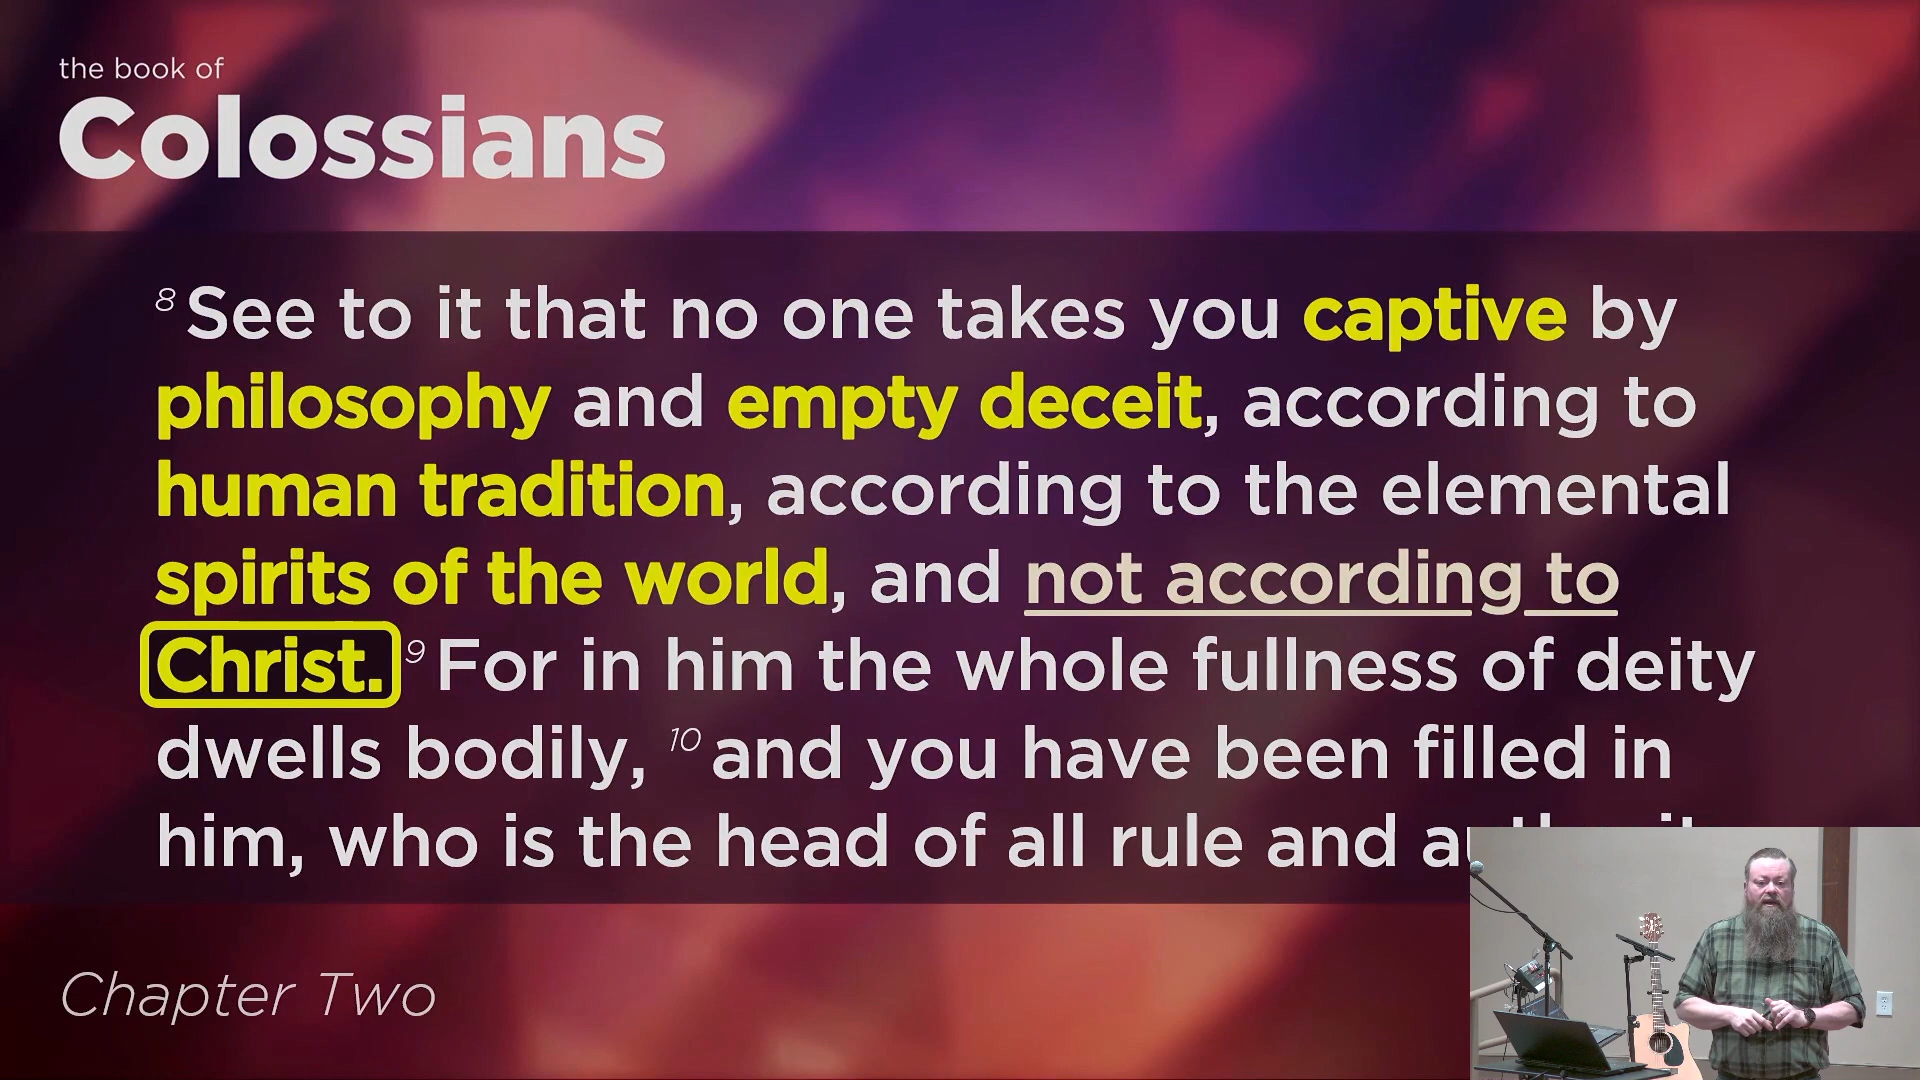 the book of
Colossians
8 See to it that no one takes you captive by
philosophy and empty deceit, according to
human tradition, according to the elemental
spirits of the world, and not according to
Christ. 9 For in him the whole fullness of deity
dwells bodily, 10 and you have been filled in
him, who is the head of all rule and
Chapter Two